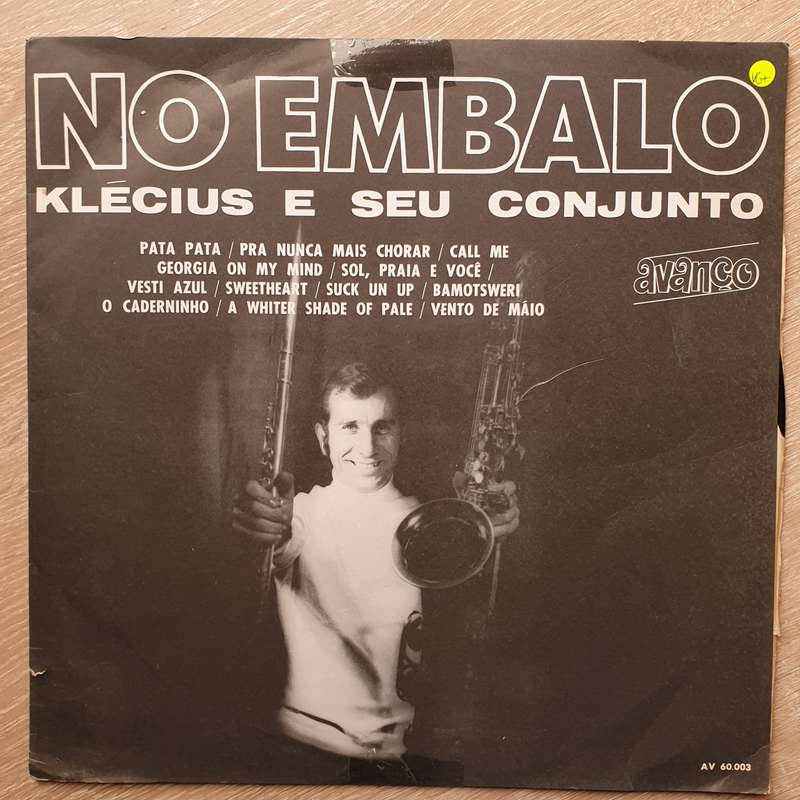 NO EMBALO
VG+
KLÉCIUS E SEU CONJUNTO
PATA PATA / PRA NUNCA MAIS CHORAR / CALL ME
GEORGIA ON MY MIND / SOL, PRAIA E VOCÊ /
VESTI AZUL / SWEETHEART / SUCK UN UP / BAMOTSWERI
O CADERNINHO / A WHITER SHADE OF PALE / VENTO DE MÁIO
avanço
AV 60.003